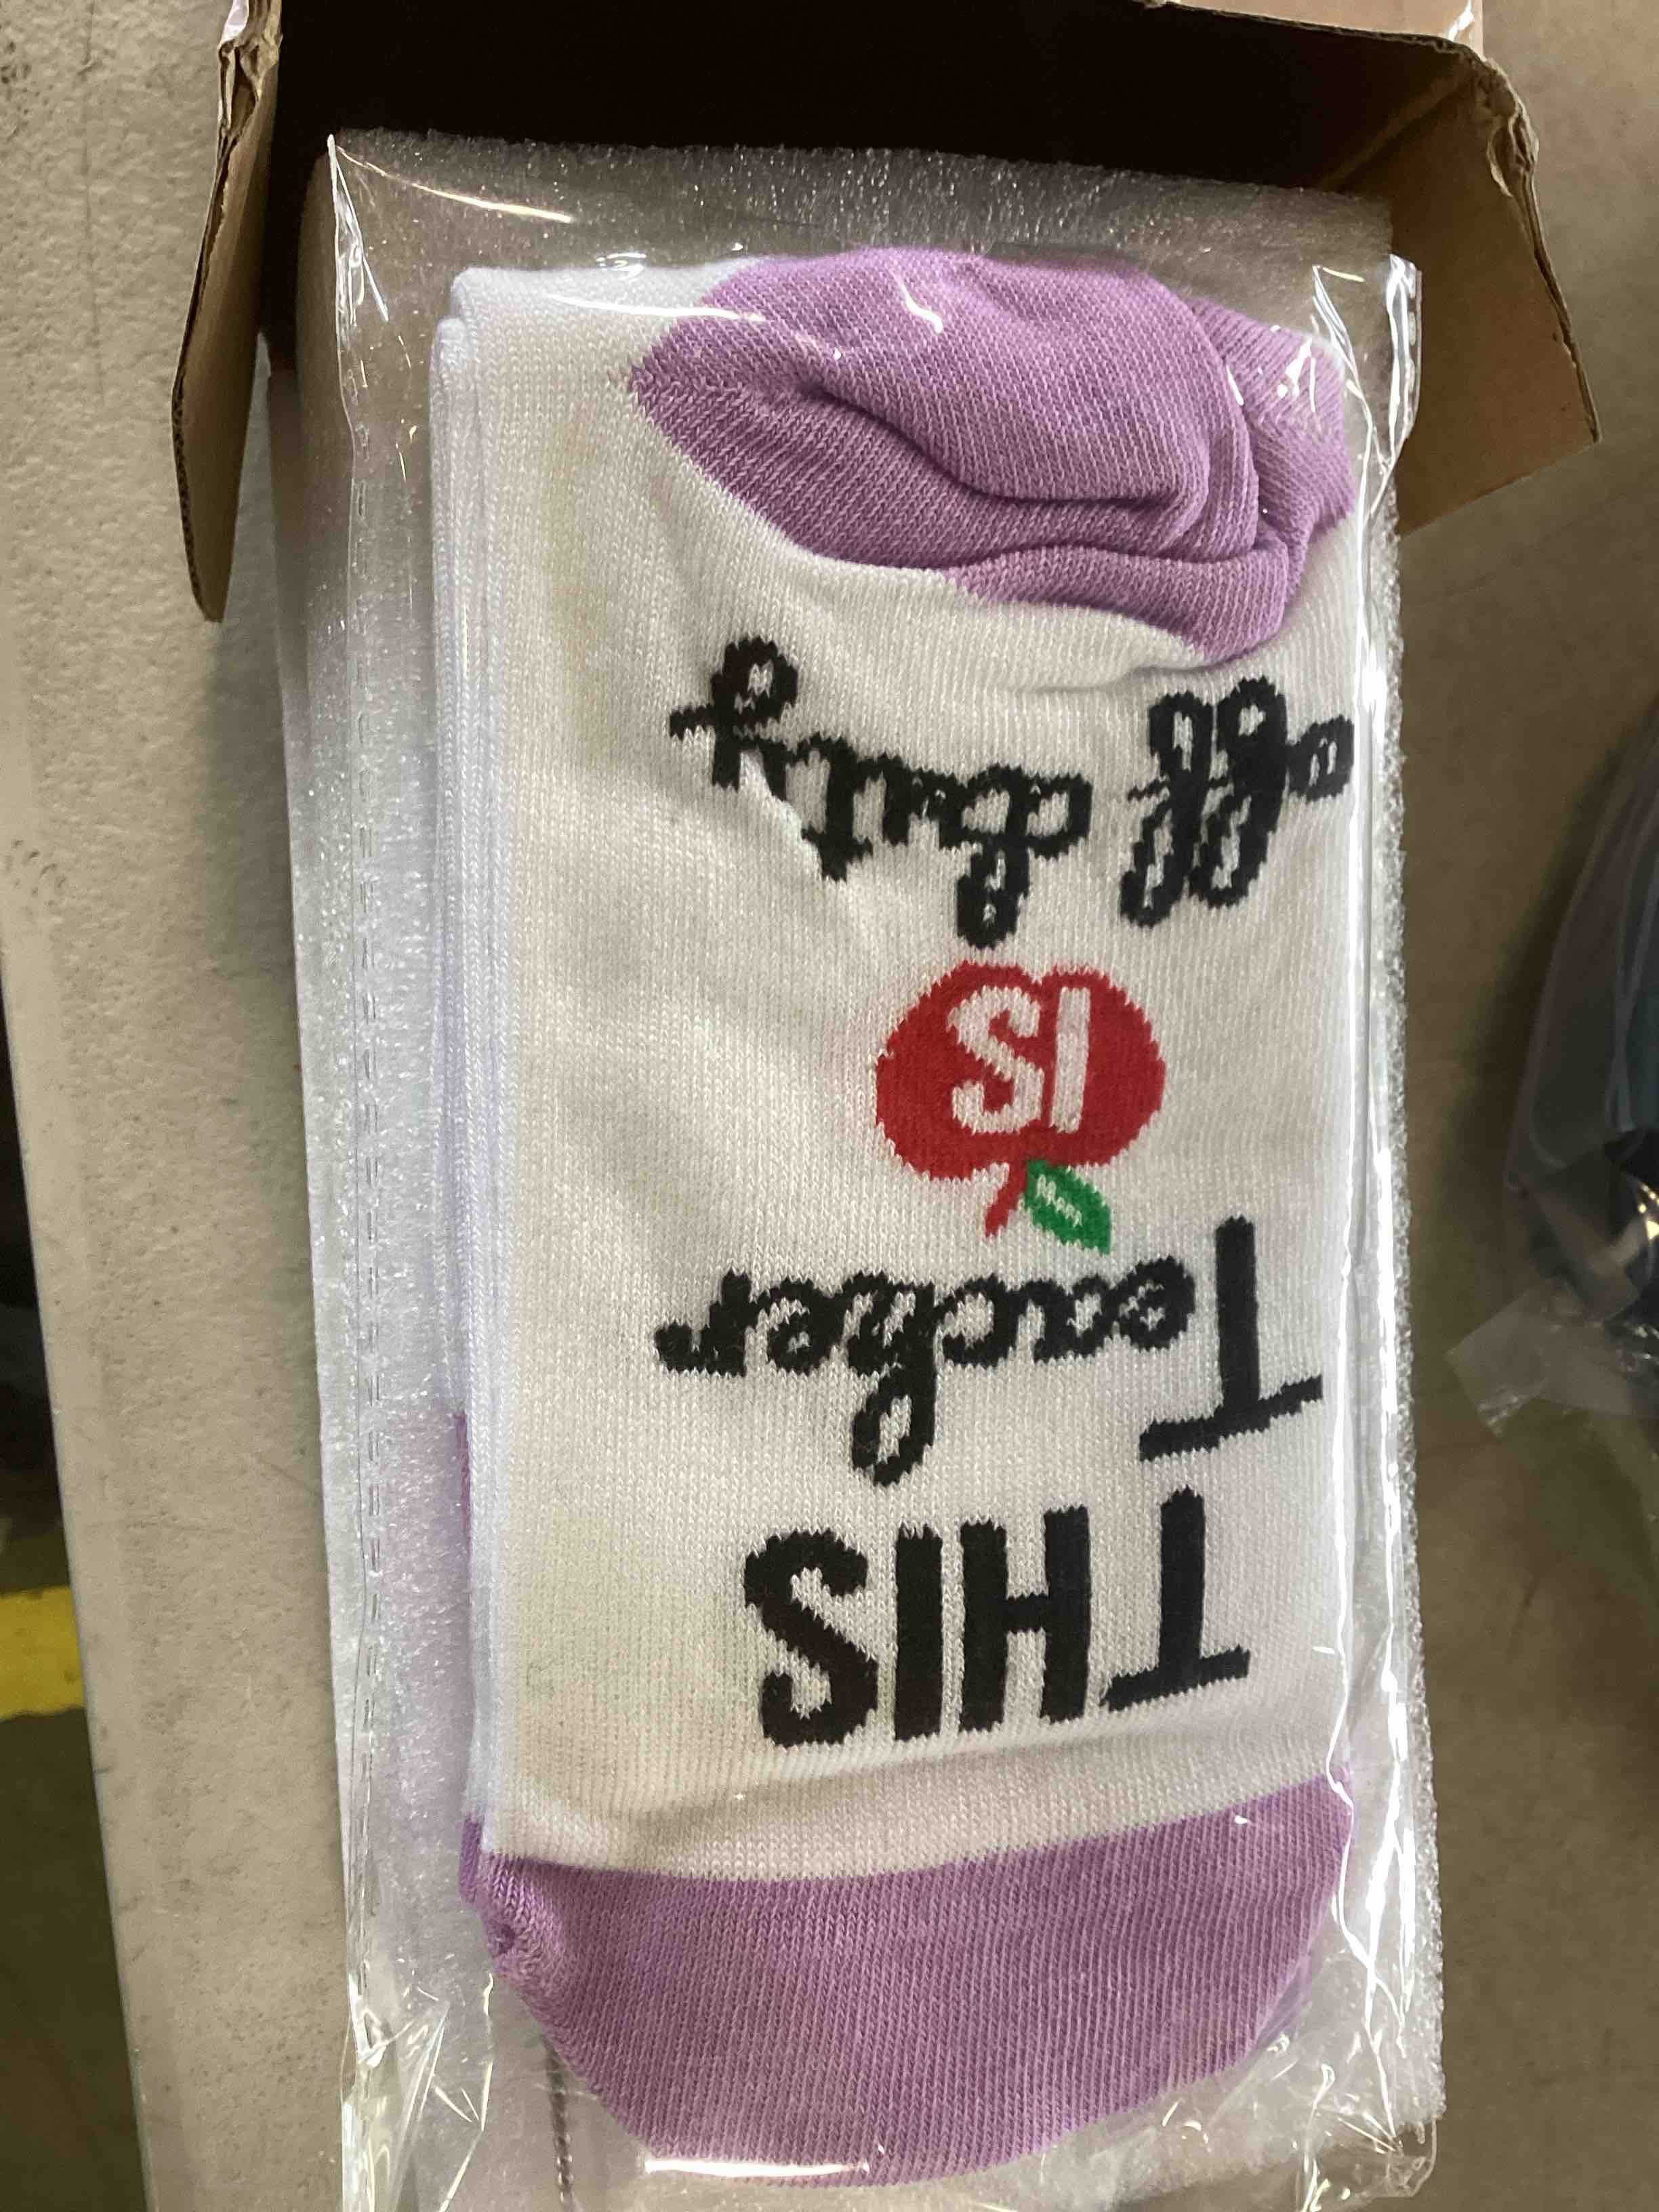 THIS
Teacher
IS
off duty